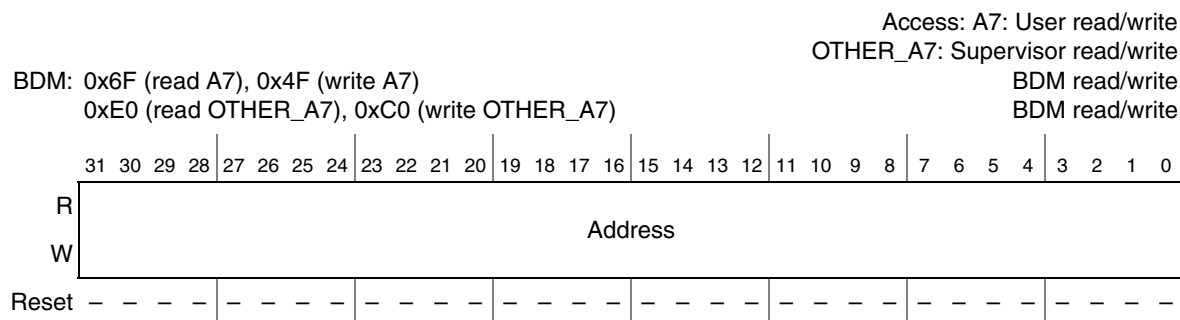 Access: A7: User read/write
OTHER_A7: Supervisor read/write
BDM: 0x6F (read A7), 0x4F (write A7) BDM read/write
0xE0 (read OTHER_A7), 0xC0 (write OTHER_A7) BDM read/write
31 30 29 28 27 26 25 24 23 22 21 20 19 18 17 16 15 14 13 12 11 10 9 8 7 6 5 4 3 2 1 0
R
Address
W
Reset – – – – – – – – – – – – – – – – – – – – – – – – – – – – – – – –